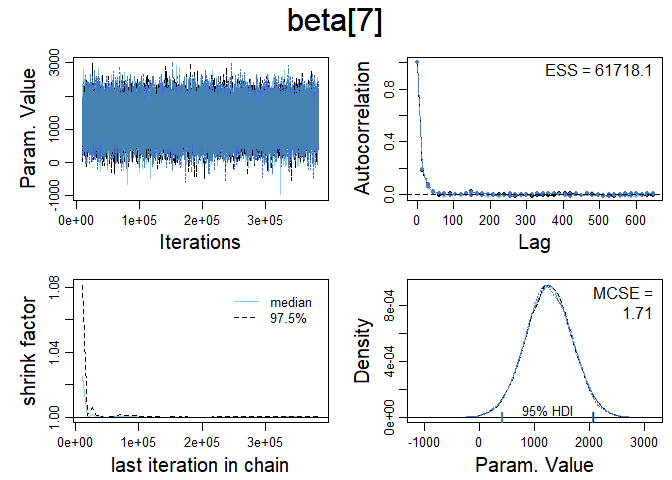 beta[7]
Param. Value
-1000 0 1000 3000
0e+00 1e+05 2e+05 3e+05
Iterations
Autocorrelation
0.0 0.4 0.8
ESS = 61718.1
0 100 200 300 400 500 600
Lag
shrink factor
1.00 1.04 1.08
median
97.5%
0e+00 1e+05 2e+05 3e+05
last iteration in chain
Density
0e+00 4e-04 8e-04
MCSE =
1.71
95% HDI
-1000 0 1000 2000 3000
Param. Value